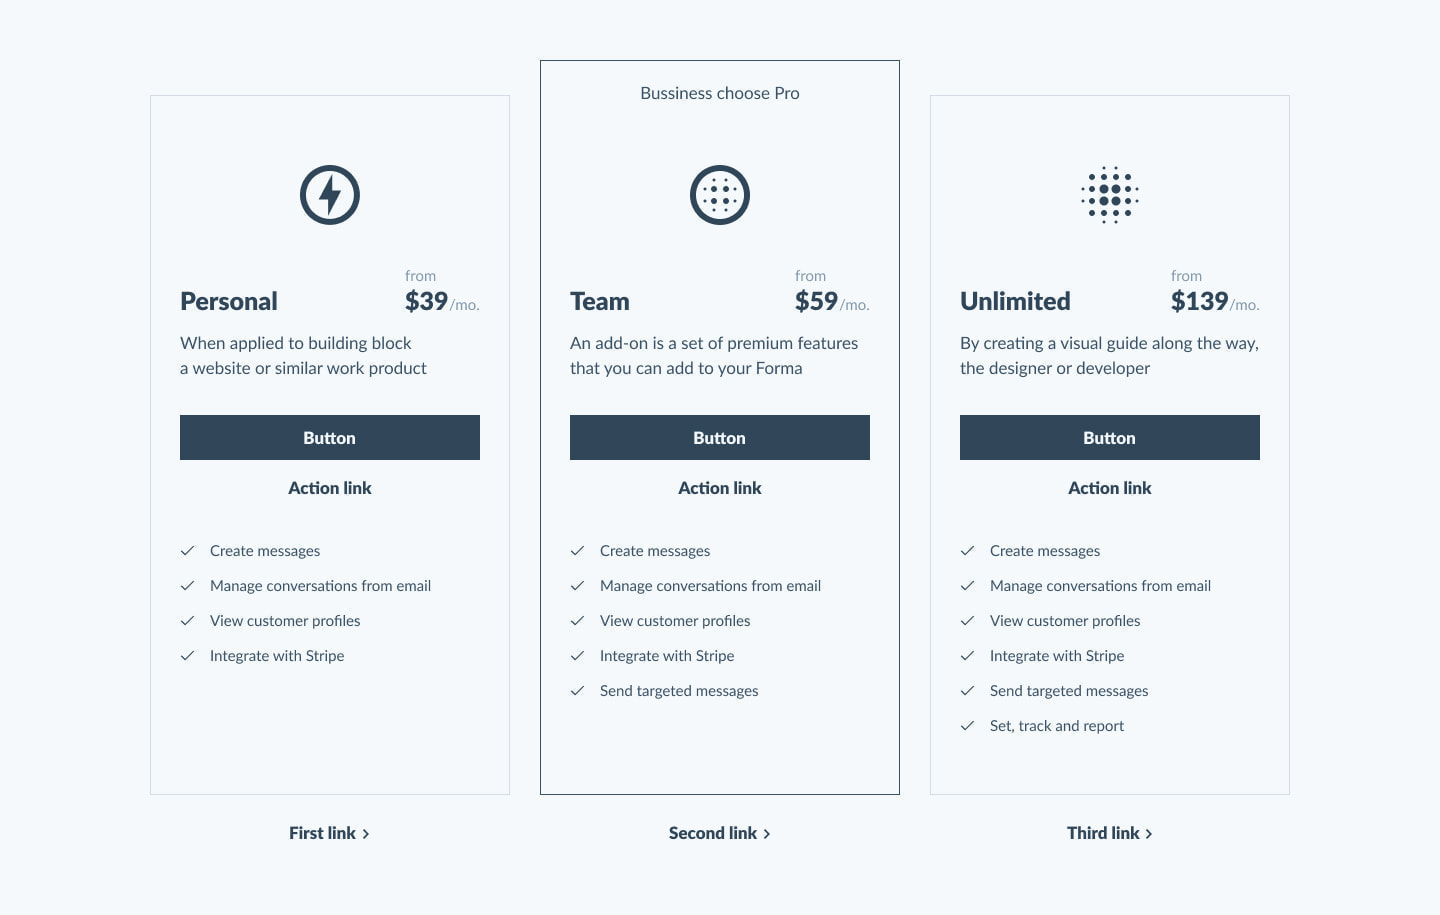 Bussiness choose Pro
Personal
from
$39/mo.
When applied to building block
a website or similar work product
Button
Action link
Create messages
Manage conversations from email
View customer profiles
Integrate with Stripe
First link
Team
from
$59/mo.
An add-on is a set of premium features
that you can add to your Forma
Button
Action link
Create messages
Manage conversations from email
View customer profiles
Integrate with Stripe
Send targeted messages
Second link
Unlimited
from
$139/mo.
By creating a visual guide along the way,
the designer or developer
Button
Action link
Create messages
Manage conversations from email
View customer profiles
Integrate with Stripe
Send targeted messages
Set, track and report
Third link